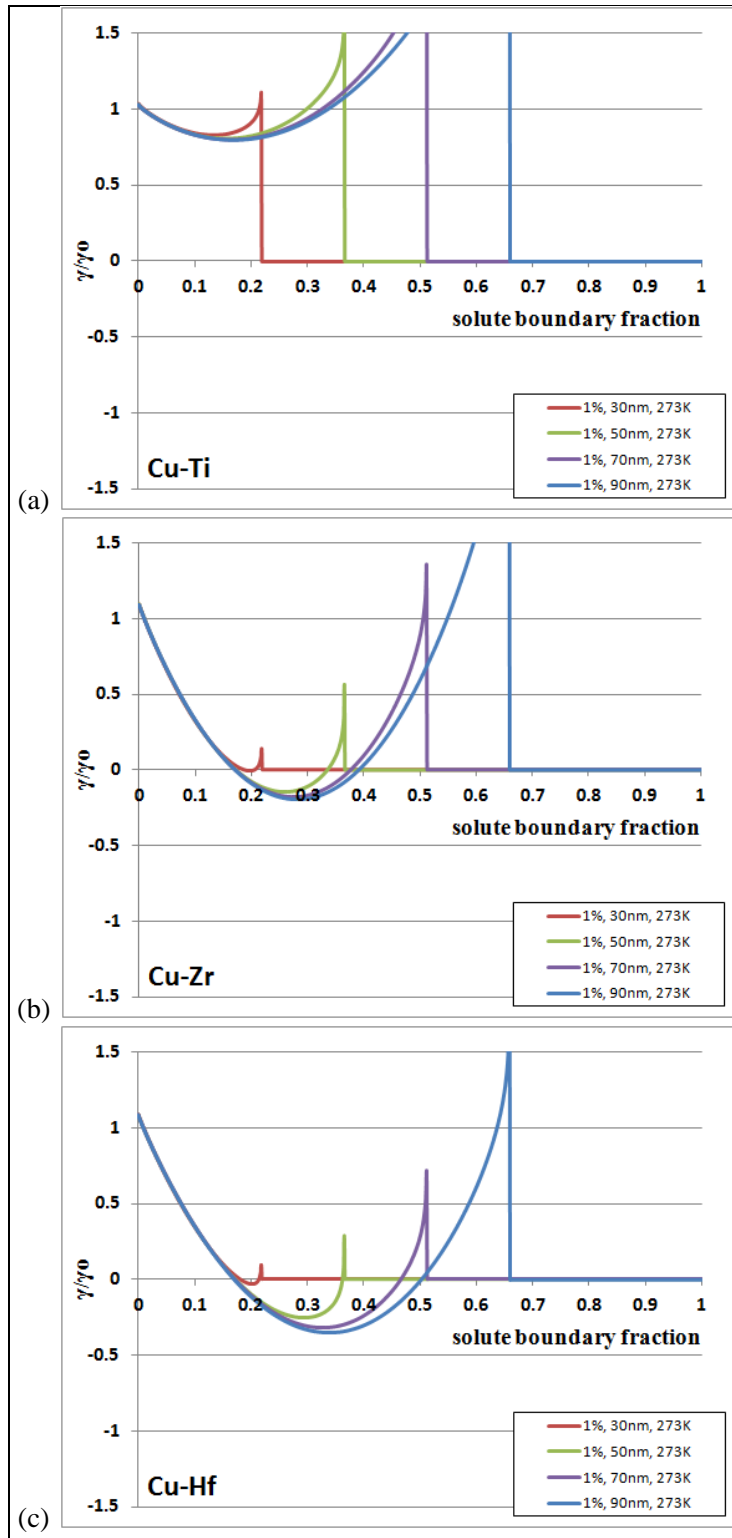 1.5
1
0.5
0
-0.5
-1
-1.5
γ/γo
0 0.1 0.2 0.3 0.4 0.5 0.6 0.7 0.8 0.9 1
solute boundary fraction
1%, 30nm, 273K
1%, 50nm, 273K
1%, 70nm, 273K
1%, 90nm, 273K
Cu-Ti
(a)
1.5
1
0.5
0
-0.5
-1
-1.5
γ/γo
0 0.1 0.2 0.3 0.4 0.5 0.6 0.7 0.8 0.9 1
solute boundary fraction
1%, 30nm, 273K
1%, 50nm, 273K
1%, 70nm, 273K
1%, 90nm, 273K
Cu-Zr
(b)
1.5
1
0.5
0
-0.5
-1
-1.5
γ/γo
0 0.1 0.2 0.3 0.4 0.5 0.6 0.7 0.8 0.9 1
solute boundary fraction
1%, 30nm, 273K
1%, 50nm, 273K
1%, 70nm, 273K
1%, 90nm, 273K
Cu-Hf
(c)